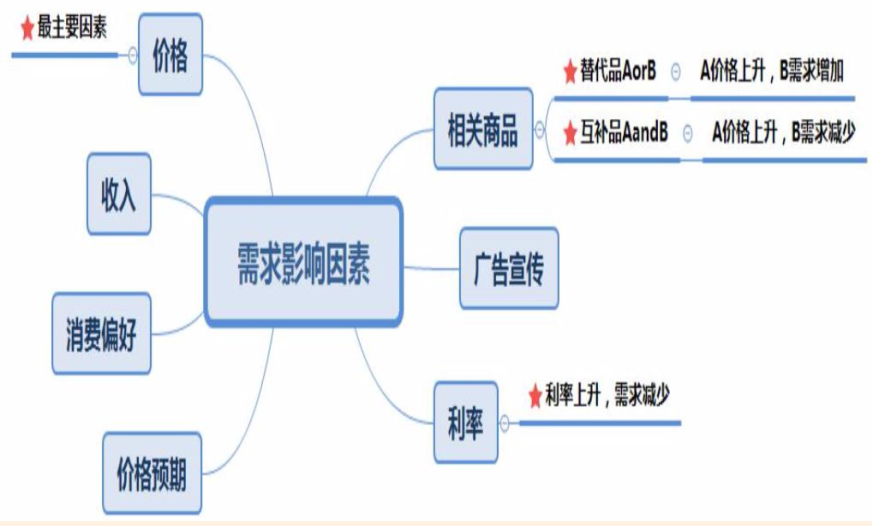 最主要因素
价格
收入
消费偏好
价格预期
需求影响因素
相关商品
替代品AorB
A价格上升，B需求增加
互补品AandB
A价格上升，B需求减少
广告宣传
利率
利率上升，需求减少